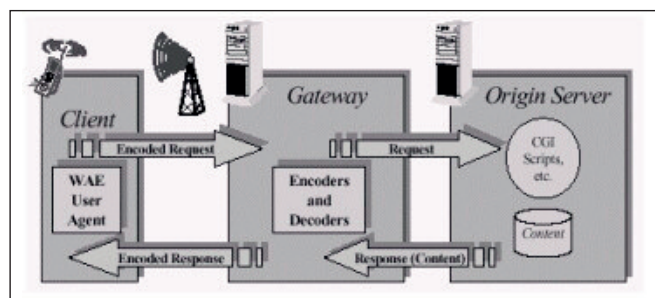 Client
Gateway
Origin Server
Encoded Request
Request
CGI
Scripts,
etc.
WAE
User
Agent
Encoders
and
Decoders
Content
Encoded Response
Response (Content)